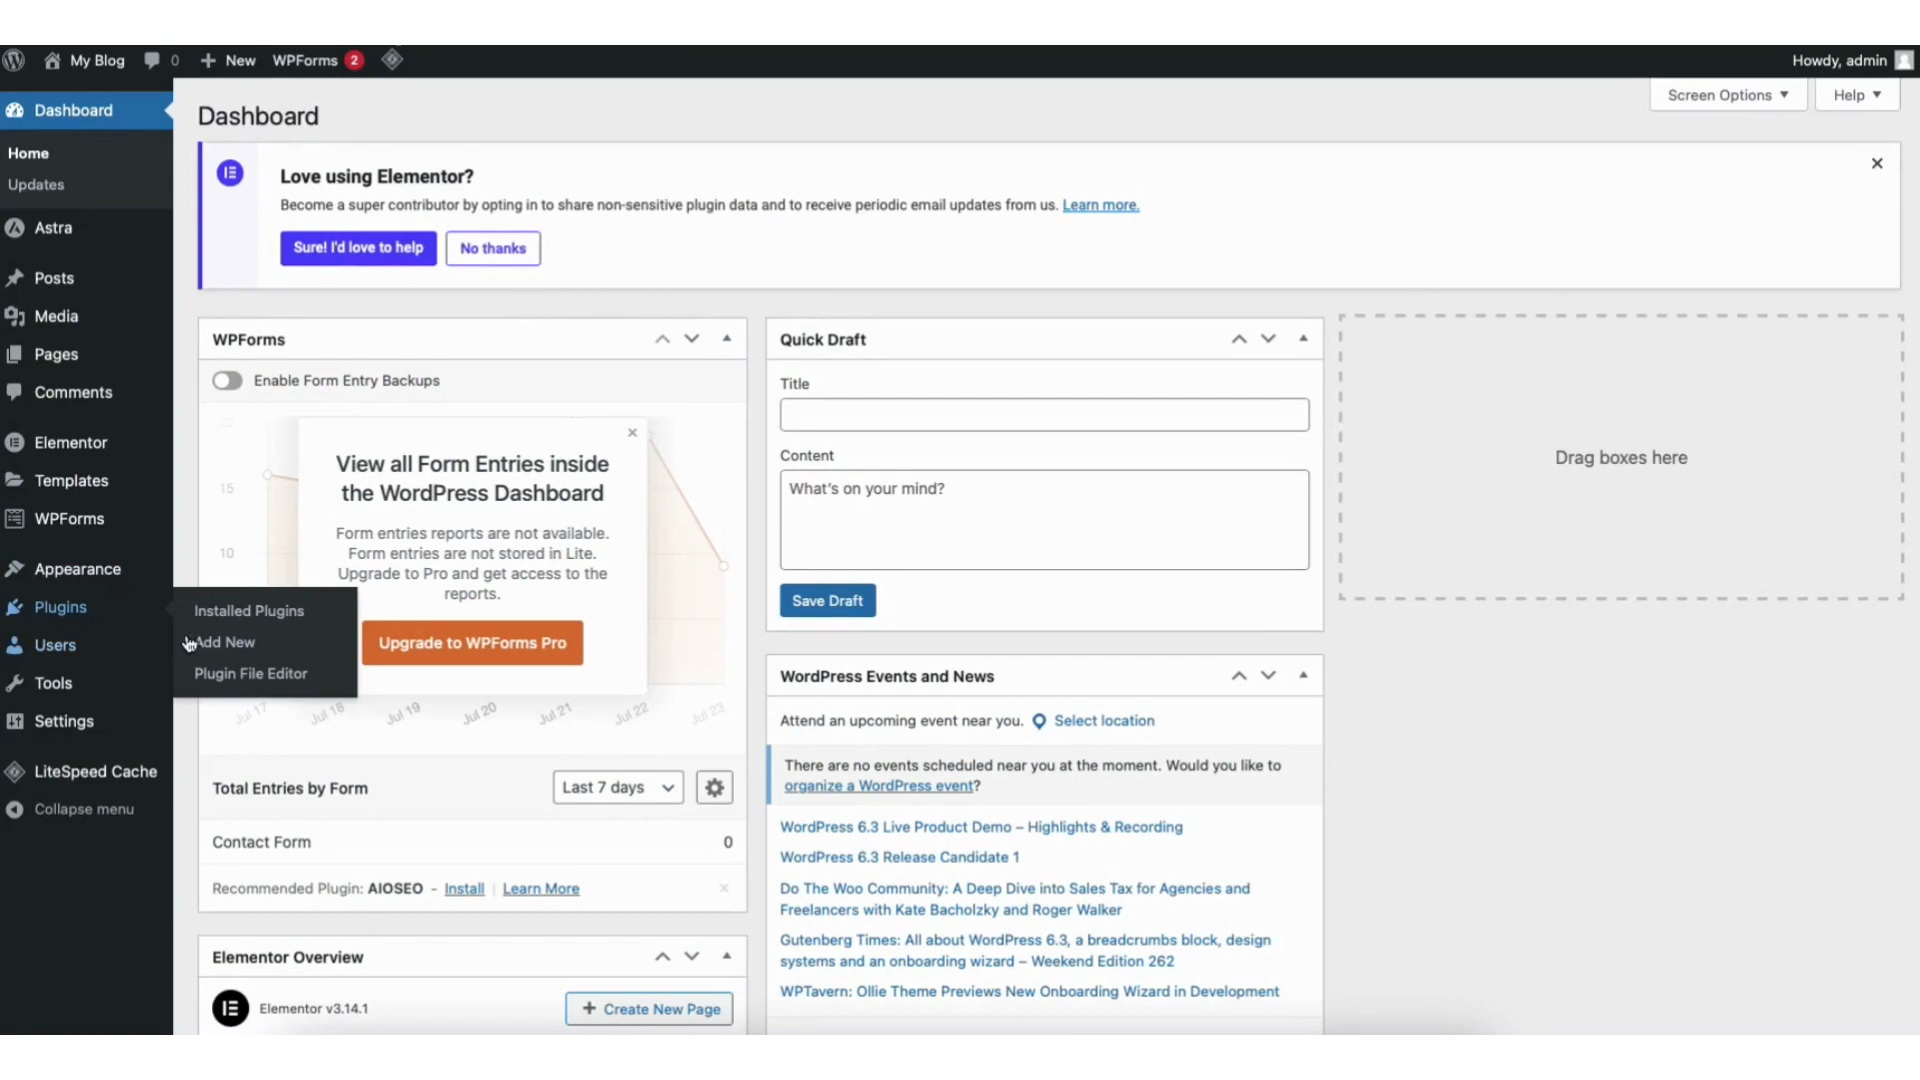 My Blog 0 New WPForms 2 Howdy, admin
Dashboard
Home
Updates
Astra
Posts
Media
Pages
Comments
Elementor
Templates
WPForms
Appearance
Plugins
Users
Tools
Settings
LiteSpeed Cache
Collapse menu
Installed Plugins
Add New
Plugin File Editor
Dashboard
Screen Options
Help
Love using Elementor?
Become a super contributor by opting in to share non-sensitive plugin data and to receive periodic email updates from us. Learn more.
Sure! I'd love to help
No thanks
WPForms
Enable Form Entry Backups
20
15
10
View all Form Entries inside
the WordPress Dashboard
Form entries reports are not available.
Form entries are not stored in Lite.
Upgrade to Pro and get access to the
reports.
Upgrade to WPForms Pro
Jul 17 Jul 18 Jul 19 Jul 20 Jul 21 Jul 22 Jul 23
Total Entries by Form
Last 7 days
Contact Form 0
Recommended Plugin: AIOSEO - Install | Learn More
Elementor Overview
Elementor v3.14.1
+ Create New Page
Quick Draft
Title
Content
What's on your mind?
Save Draft
WordPress Events and News
Attend an upcoming event near you. Select location
There are no events scheduled near you at the moment. Would you like to
organize a WordPress event?
WordPress 6.3 Live Product Demo – Highlights & Recording
WordPress 6.3 Release Candidate 1
Do The Woo Community: A Deep Dive into Sales Tax for Agencies and
Freelancers with Kate Bacholzky and Roger Walker
Gutenberg Times: All about WordPress 6.3, a breadcrumbs block, design
systems and an onboarding wizard – Weekend Edition 262
WPTavern: Ollie Theme Previews New Onboarding Wizard in Development
Drag boxes here